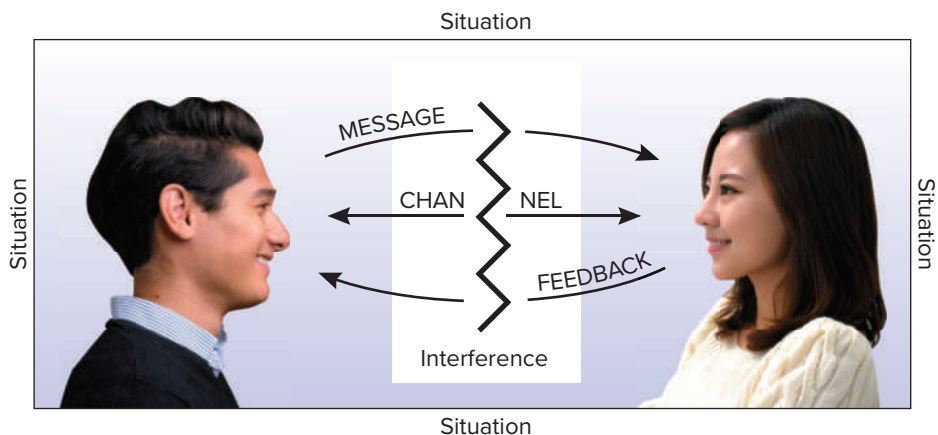 Situation
MESSAGE
Situation
CHAN NEL
Situation
FEEDBACK
Interference
Situation